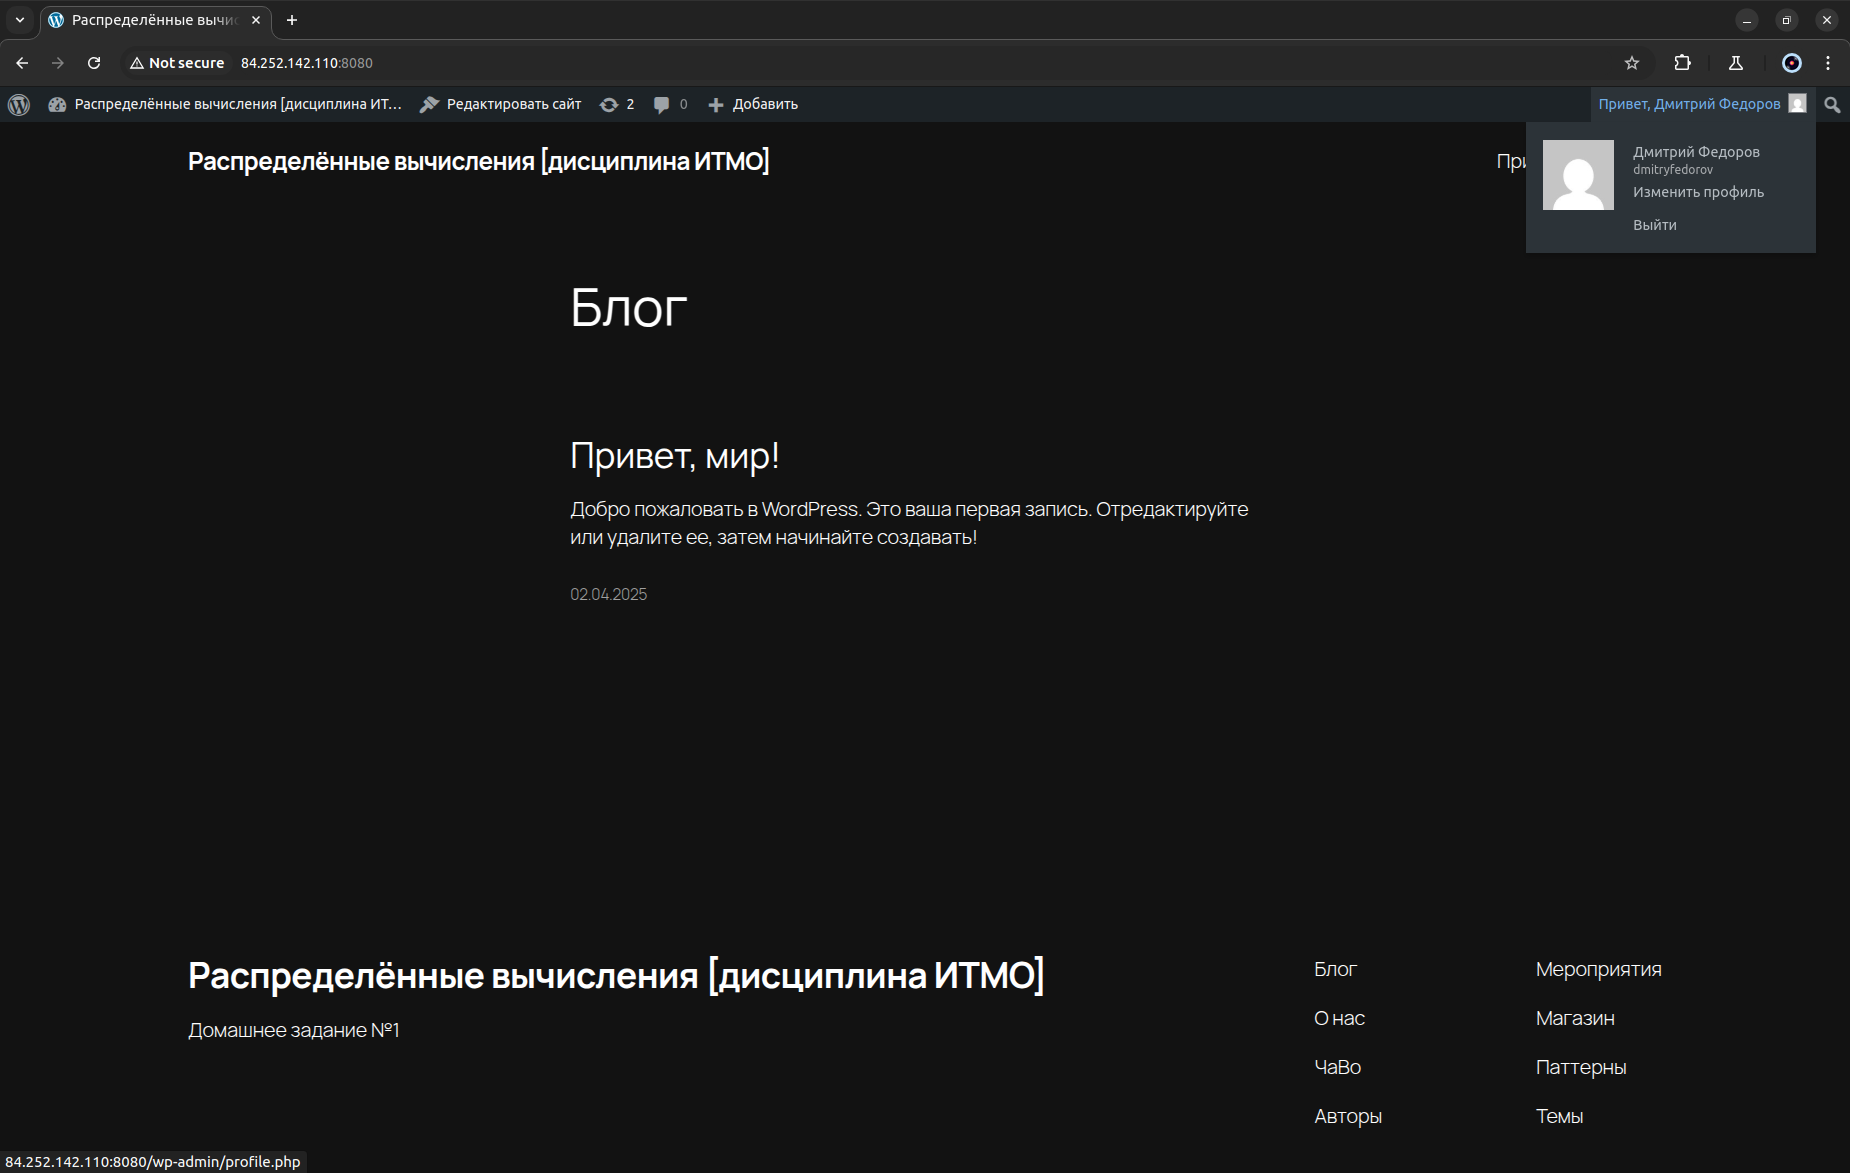 Распределённые вычис
Not secure 84.252.142.110:8080
Распределённые вычисления [дисциплина ИТ… Редактировать сайт 2 0 Добавить Привет, Дмитрий Федоров
Распределённые вычисления [дисциплина ИТМО] При
Дмитрий Федоров
dmitryfedorov
Изменить профиль
Выйти
Блог
Привет, мир!
Добро пожаловать в WordPress. Это ваша первая запись. Отредактируйте
или удалите ее, затем начинайте создавать!
02.04.2025
Распределённые вычисления [дисциплина ИТМО]
Домашнее задание №1
Блог
О нас
ЧаВо
Авторы
Мероприятия
Магазин
Паттерны
Темы
84.252.142.110:8080/wp-admin/profile.php